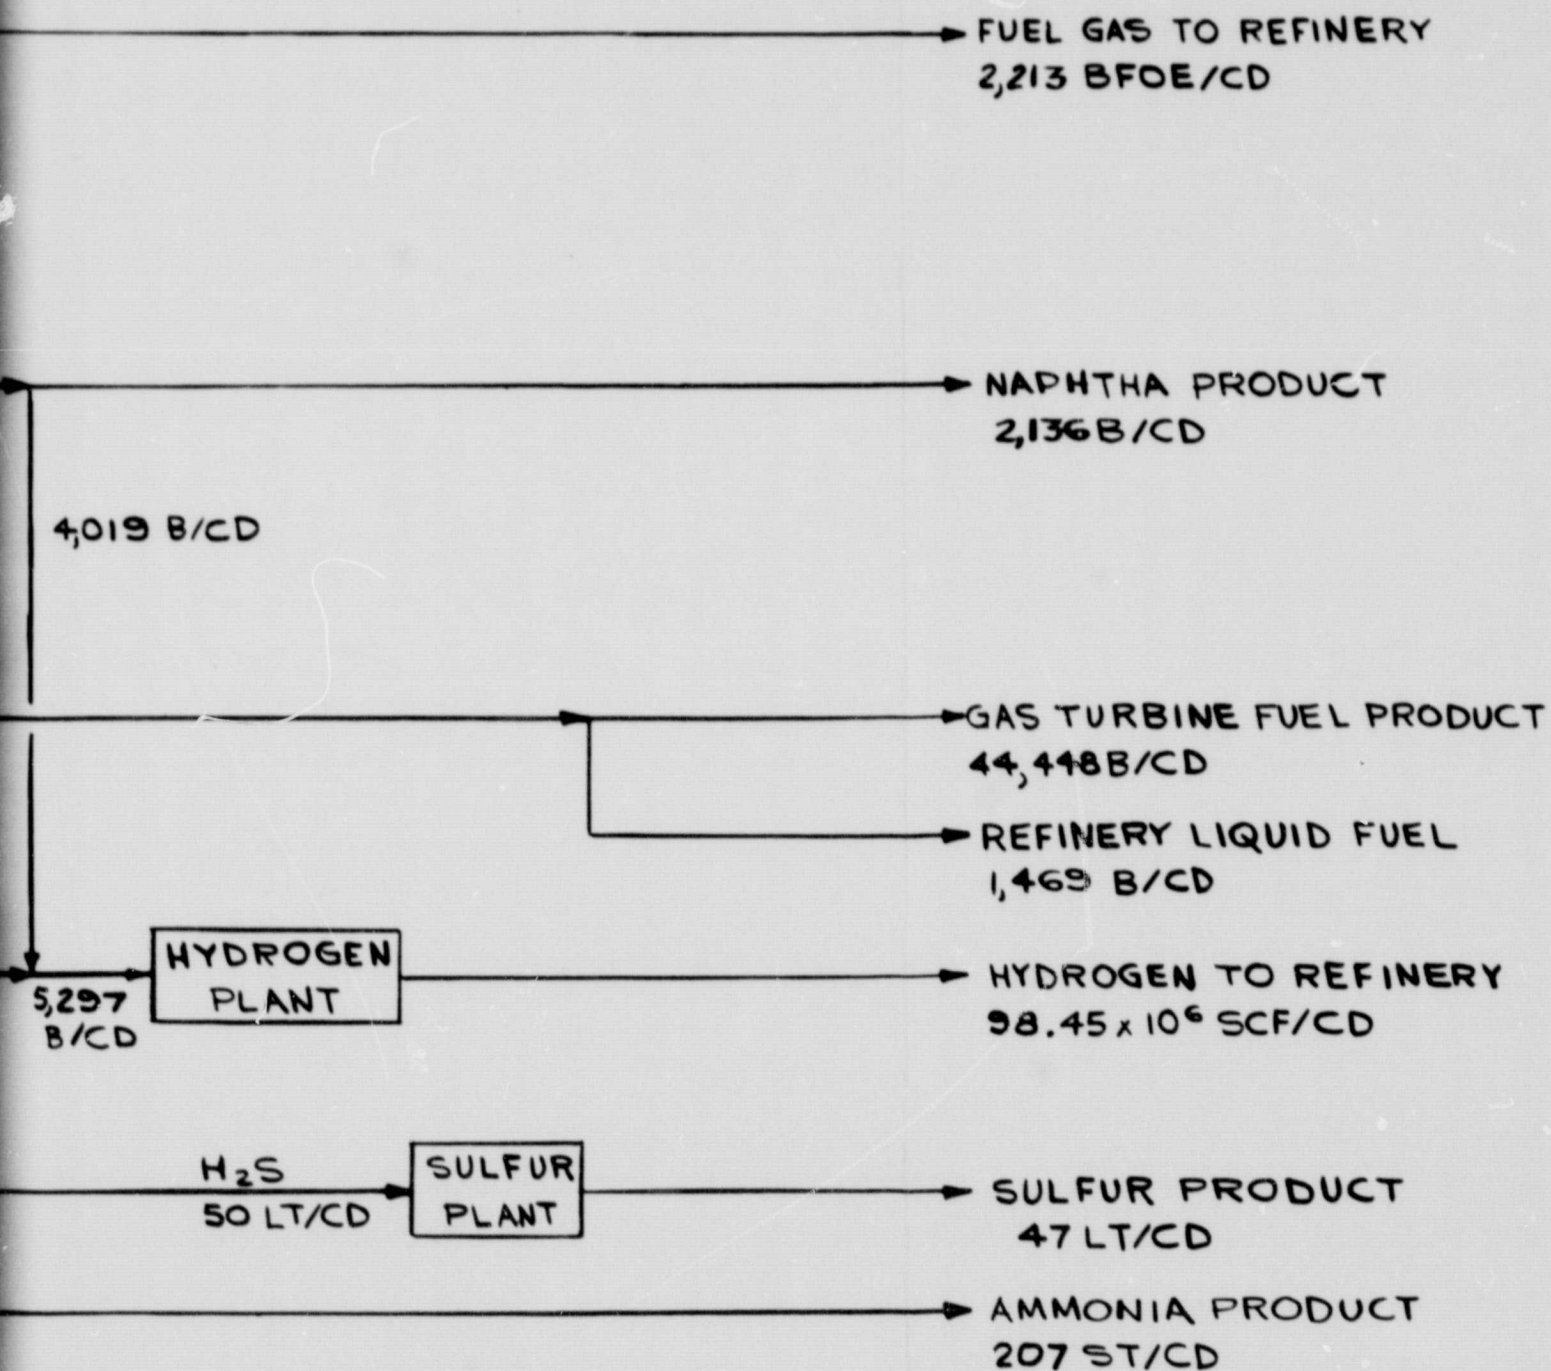 FUEL GAS TO REFINERY
2,213 BFOE/CD
NAPHTHA PRODUCT
2,136 B/CD
4,019 B/CD
GAS TURBINE FUEL PRODUCT
44,448 B/CD
REFINERY LIQUID FUEL
1,469 B/CD
HYDROGEN
PLANT
5,297
B/CD
HYDROGEN TO REFINERY
98.45 x 10⁶ SCF/CD
H₂S
50 LT/CD
SULFUR
PLANT
SULFUR PRODUCT
47 LT/CD
AMMONIA PRODUCT
207 ST/CD